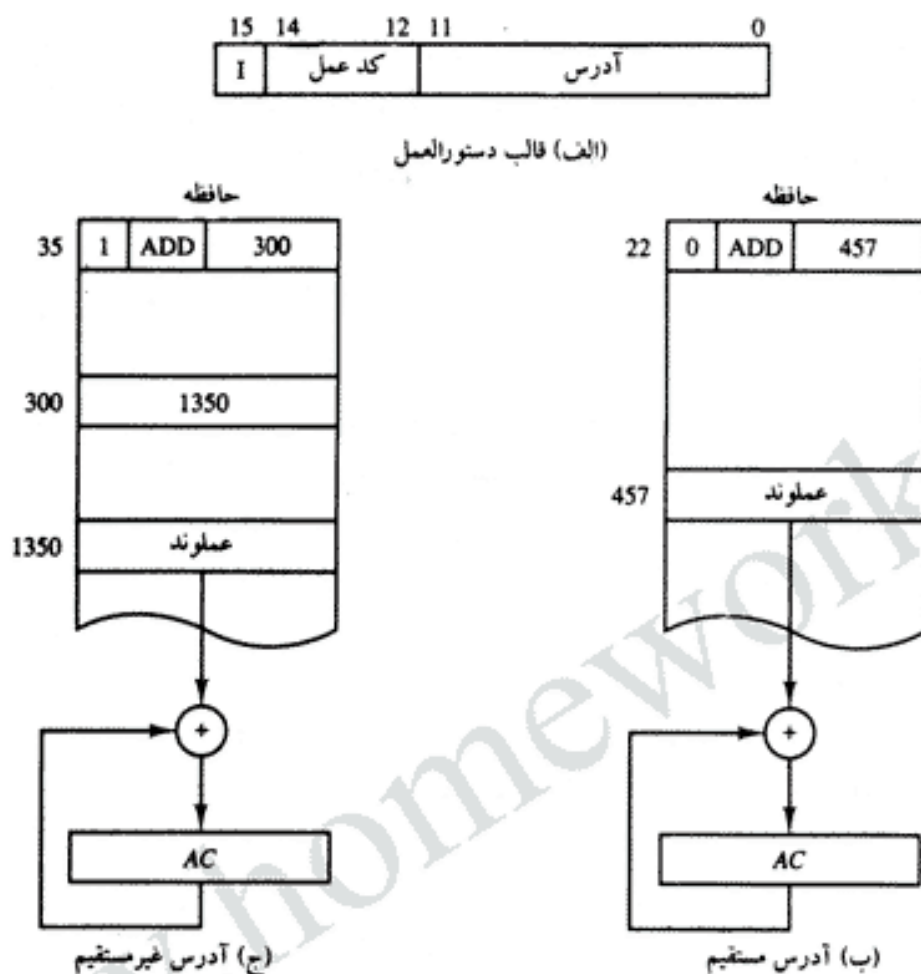 15 14 12 11 0
I کد عمل آدرس
(الف) قالب دستورالعمل
حافظه
22 0 ADD 457
457 عملوند
+
AC
(ب) آدرس مستقیم
حافظه
35 1 ADD 300
300 1350
1350 عملوند
+
AC
(ج) آدرس غیرمستقیم
homework